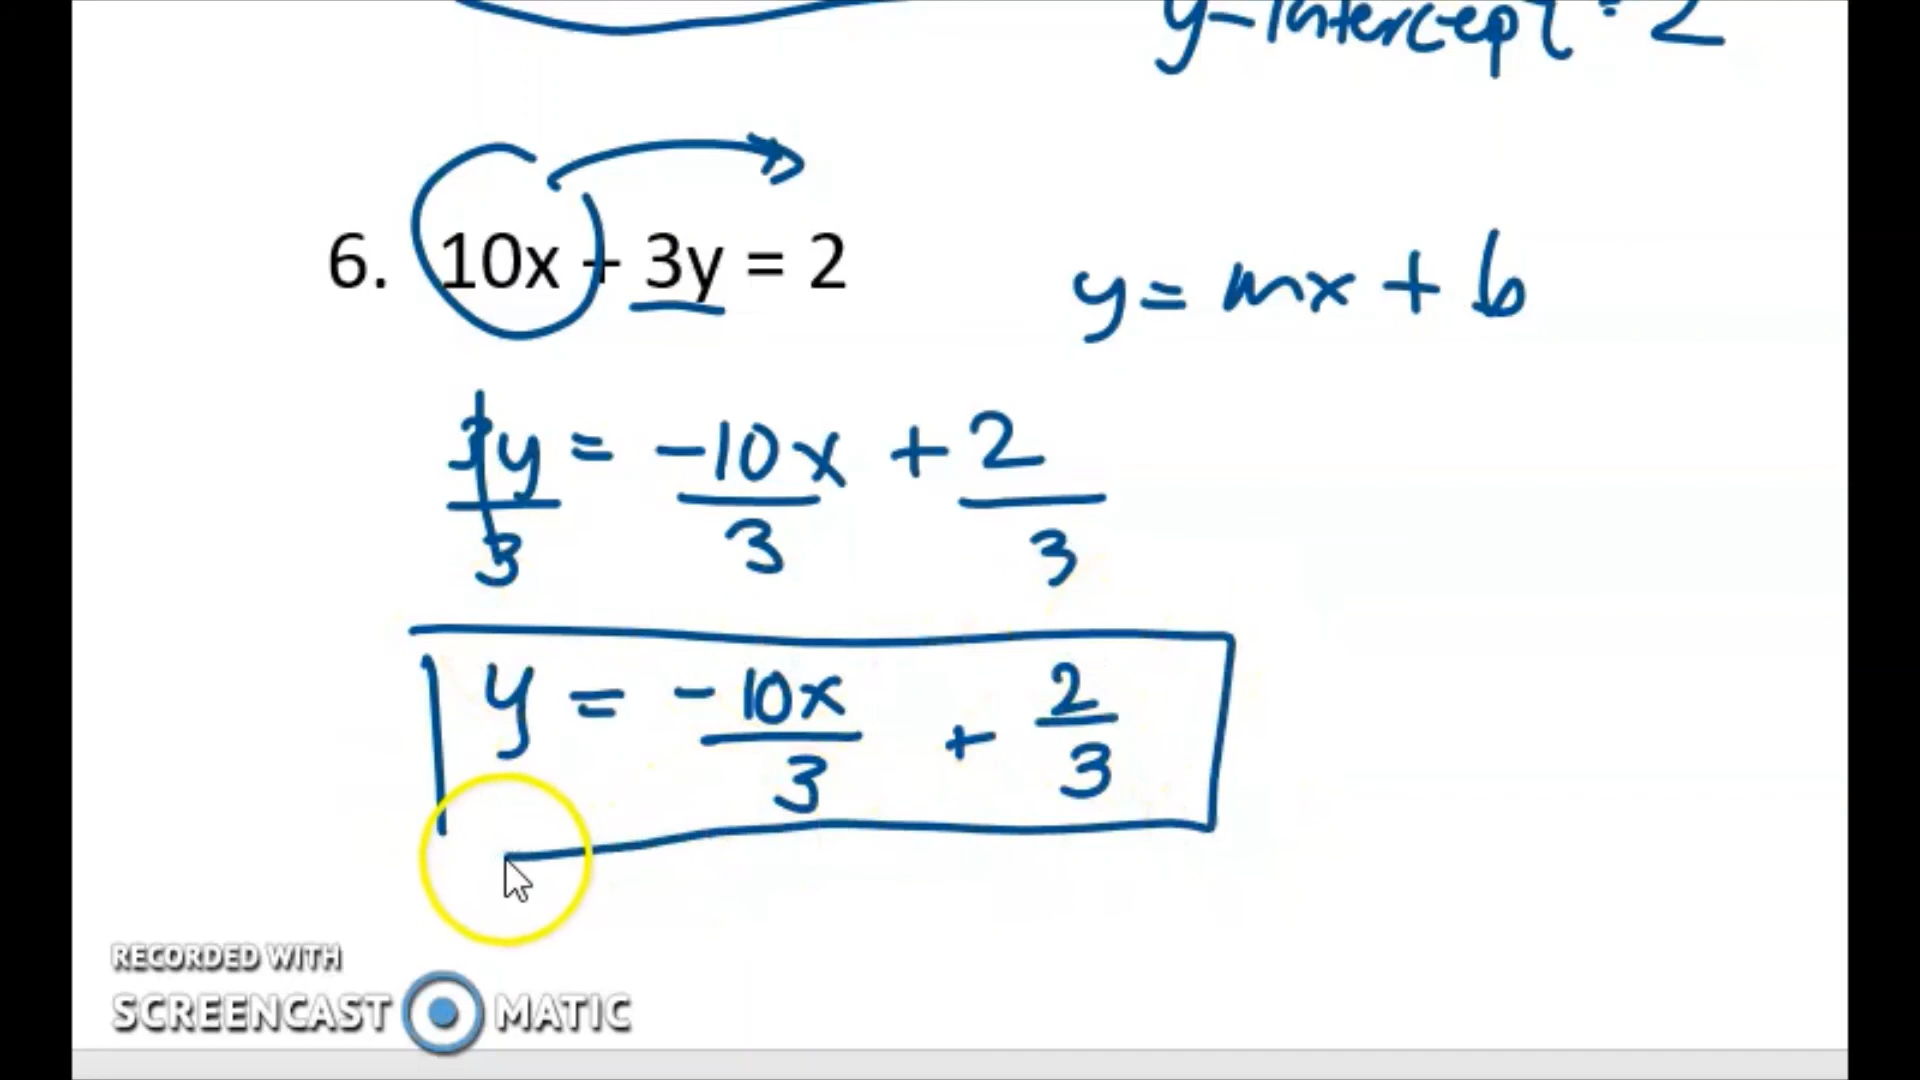 y-intercept: 2
6. 10x + 3y = 2
y = mx + b
3y = -10x + 2
3 3 3
y = -10x + 2
3 3
RECORDED WITH
SCREENCAST MATIC